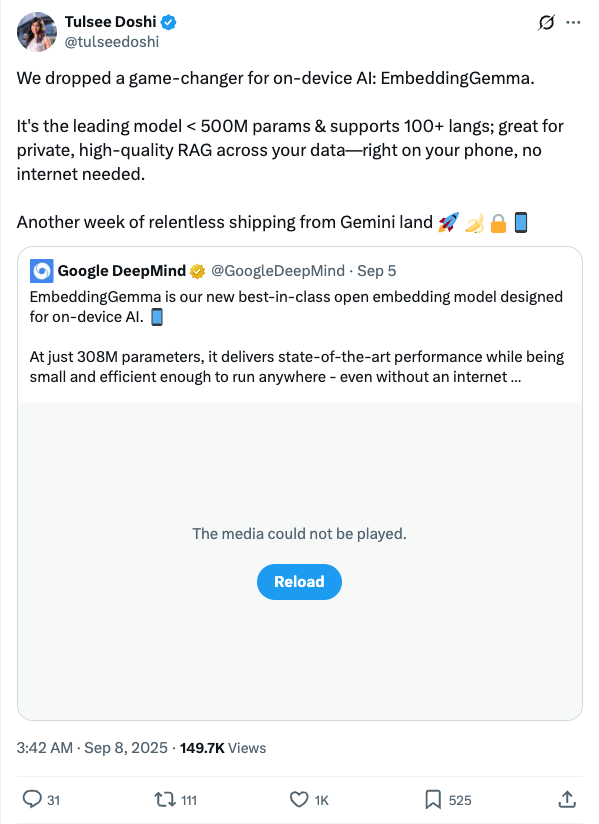 Tulsee Doshi
@tulseedoshi
We dropped a game-changer for on-device AI: EmbeddingGemma.
It's the leading model < 500M params & supports 100+ langs; great for
private, high-quality RAG across your data—right on your phone, no
internet needed.
Another week of relentless shipping from Gemini land 🚀 🍌 🔒 📱
Google DeepMind @GoogleDeepMind · Sep 5
EmbeddingGemma is our new best-in-class open embedding model designed
for on-device AI. 📱
At just 308M parameters, it delivers state-of-the-art performance while being
small and efficient enough to run anywhere - even without an internet ...
The media could not be played.
Reload
3:42 AM · Sep 8, 2025 · 149.7K Views
31 111 1K 525